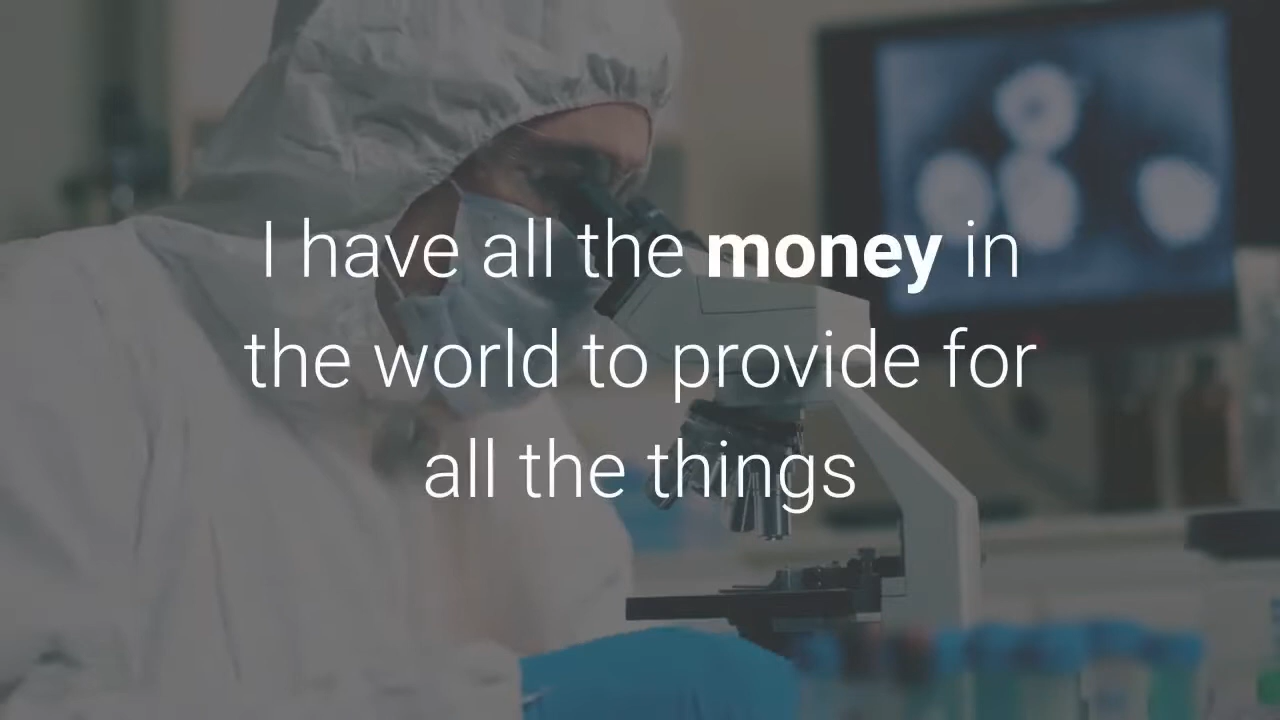 I have all the money in
the world to provide for
all the things